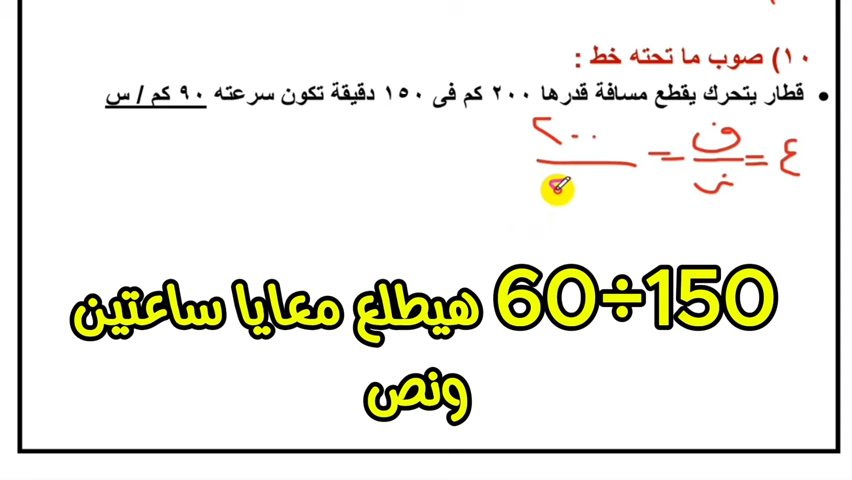 ١٠) صوب ما تحته خط :
• قطار يتحرك يقطع مسافة قدرها ٢٠٠ كم فى ١٥٠ دقيقة تكون سرعته ٩٠ كم / س
ع = ف/ز = ٢٠٠
150÷60 هيطلع معايا ساعتين
ونص